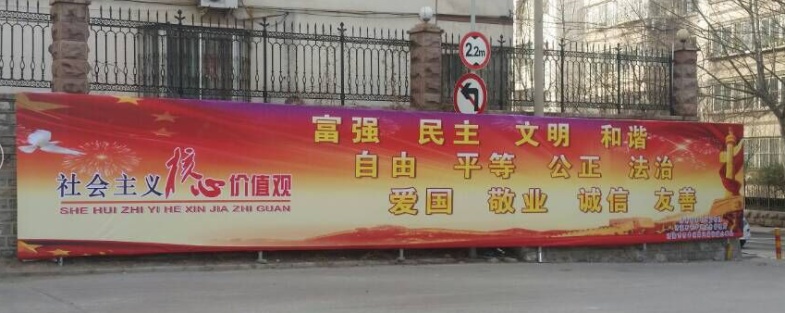 2.2m
社会主义核心价值观
SHE HUI ZHI YI HE XIN JIA ZHI GUAN
富强 民主 文明 和谐
自由 平等 公正 法治
爱国 敬业 诚信 友善